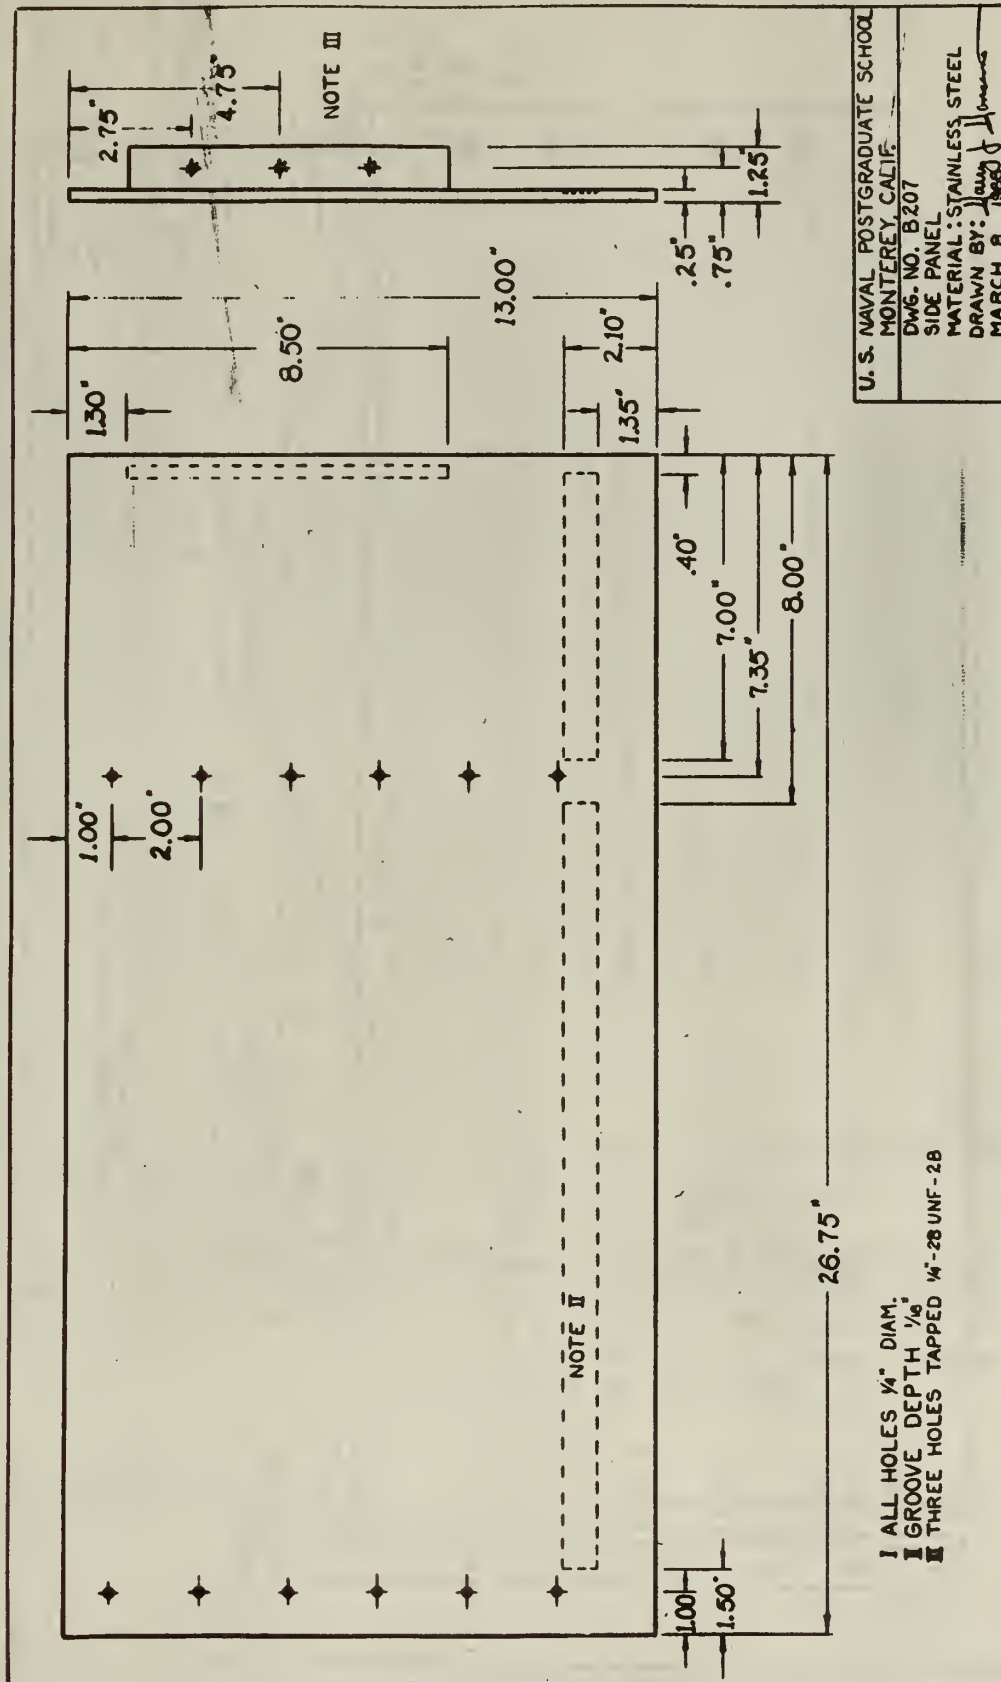 2.75"
4.75"
NOTE III
1.30"
8.50"
13.00"
2.10"
1.35"
.25"
.75"
1.25"
1.00"
2.00"
.40"
7.00"
7.35"
8.00"
NOTE II
1.00
1.50"
26.75"
I ALL HOLES 1/4" DIAM.
II GROOVE DEPTH 1/16"
III THREE HOLES TAPPED 1/4"-28 UNF-2B
U.S. NAVAL POSTGRADUATE SCHOOL
MONTEREY, CALIF.
DWG. NO. B207
SIDE PANEL
MATERIAL: STAINLESS STEEL
DRAWN BY:
MARCH 8,